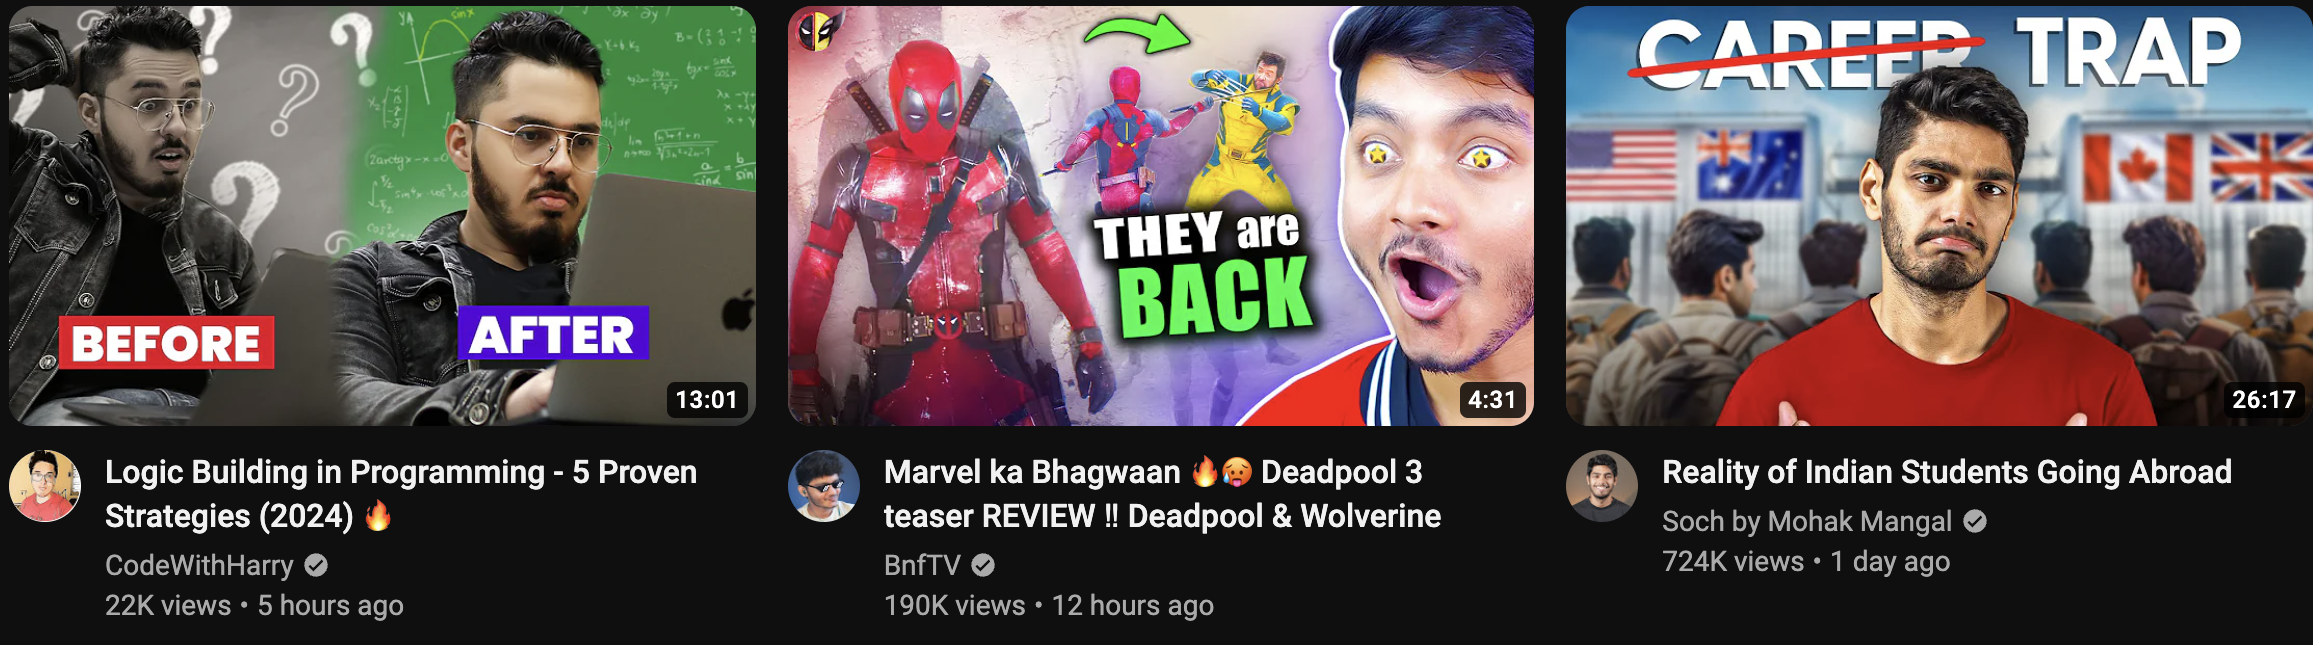 BEFORE
AFTER
13:01
Logic Building in Programming - 5 Proven
Strategies (2024) 🔥
CodeWithHarry
22K views • 5 hours ago
THEY are
BACK
4:31
Marvel ka Bhagwaan 🔥🥵 Deadpool 3
teaser REVIEW !! Deadpool & Wolverine
BnfTV
190K views • 12 hours ago
CAREER TRAP
26:17
Reality of Indian Students Going Abroad
Soch by Mohak Mangal
724K views • 1 day ago